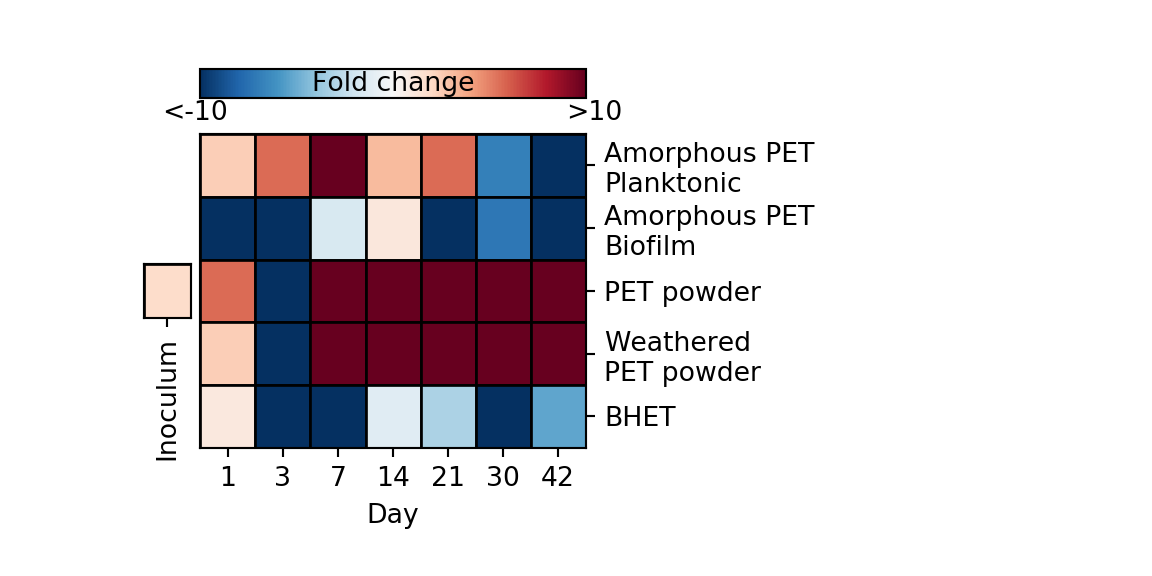 Fold change
<-10 >10
Amorphous PET
Planktonic
Amorphous PET
Biofilm
PET powder
Weathered
PET powder
BHET
Inoculum
1 3 7 14 21 30 42
Day